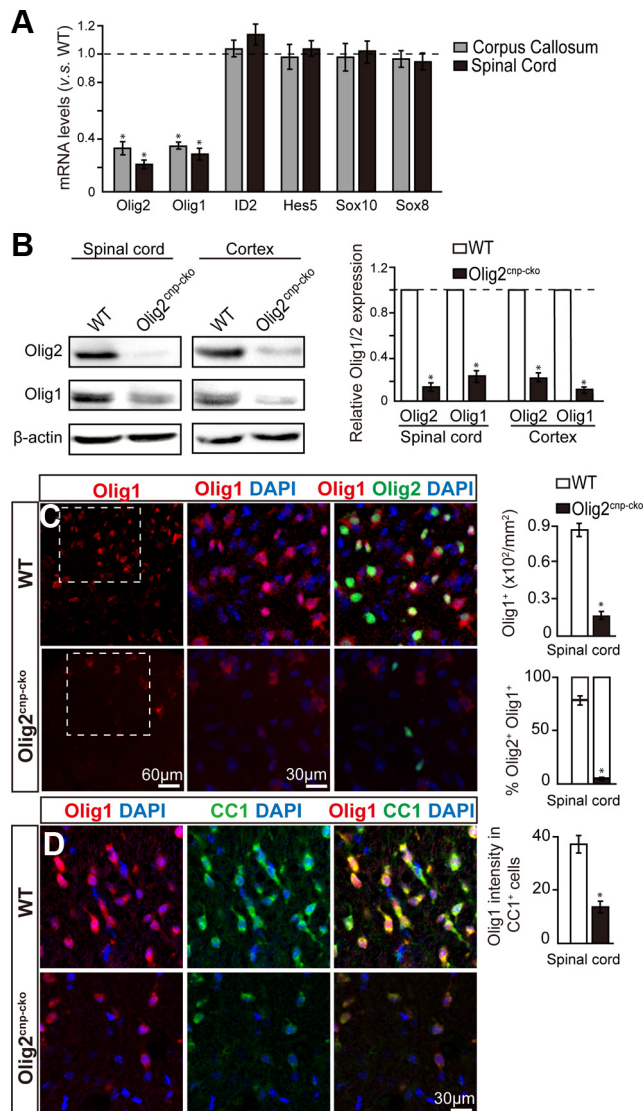 A
mRNA levels (v.s. WT)
1.2
1.0
0.8
0.4
0
* * * *
Olig2 Olig1 ID2 Hes5 Sox10 Sox8
Corpus Callosum
Spinal Cord
B
Spinal cord Cortex
WT Olig2cnp-cko WT Olig2cnp-cko
Olig2
Olig1
β-actin
WT
Olig2cnp-cko
Relative Olig1/2 expression
1.2
0.8
0.4
0
* * * *
Olig2 Olig1 Olig2 Olig1
Spinal cord Cortex
Olig1 Olig1 DAPI Olig1 Olig2 DAPI
C
WT
Olig2cnp-cko
60µm 30µm
WT
Olig2cnp-cko
Olig1+ (x10²/mm²)
0.9
0.6
0.3
0
*
Spinal cord
% Olig2+ Olig1+
100
50
0
*
Spinal cord
Olig1 DAPI CC1 DAPI Olig1 CC1 DAPI
D
WT
Olig2cnp-cko
30µm
Olig1 intensity in
CC1+ cells
40
20
0
*
Spinal cord